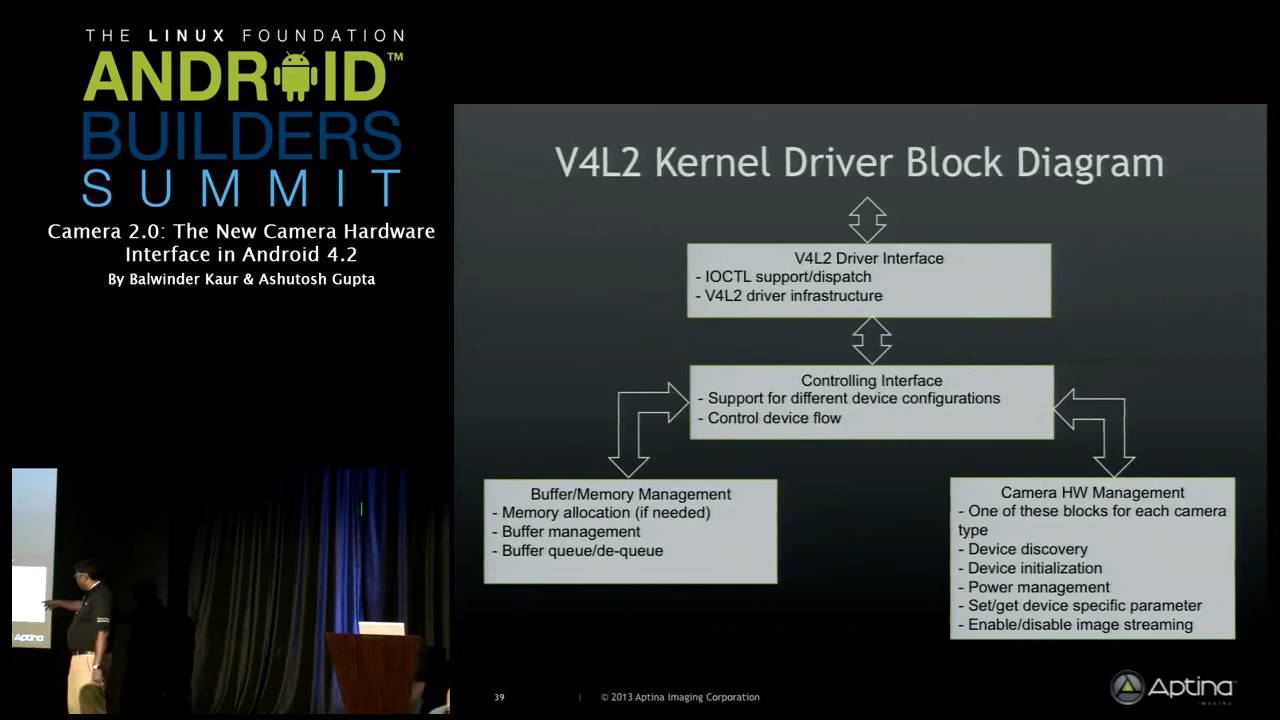 THE LINUX FOUNDATION
ANDROID™
BUILDERS
SUMMIT
Camera 2.0: The New Camera Hardware
Interface in Android 4.2
By Balwinder Kaur & Ashutosh Gupta
V4L2 Kernel Driver Block Diagram
V4L2 Driver Interface
- IOCTL support/dispatch
- V4L2 driver infrastructure
Controlling Interface
- Support for different device configurations
- Control device flow
Buffer/Memory Management
- Memory allocation (if needed)
- Buffer management
- Buffer queue/de-queue
Camera HW Management
- One of these blocks for each camera
type
- Device discovery
- Device initialization
- Power management
- Set/get device specific parameter
- Enable/disable image streaming
Aptina
39 | © 2013 Aptina Imaging Corporation
Aptina
IMAGING